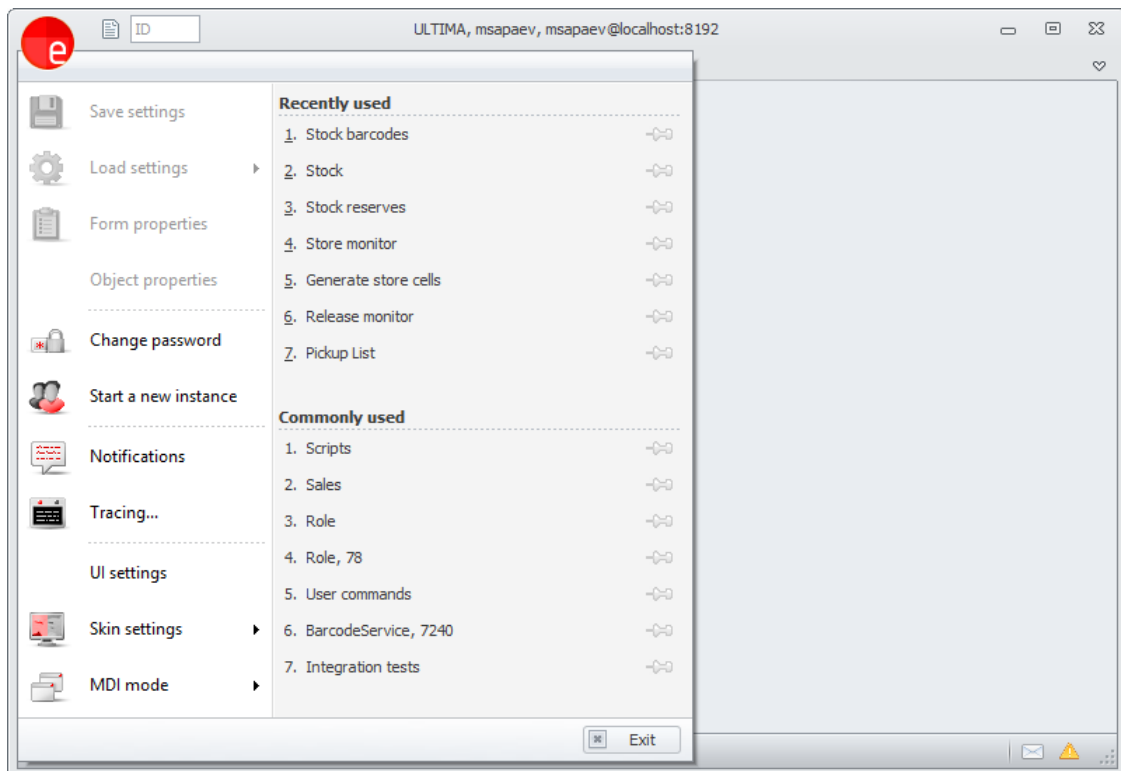 e
ID
ULTIMA, msapaev, msapaev@localhost:8192
Save settings
Load settings
Form properties
Object properties
Change password
Start a new instance
Notifications
Tracing...
UI settings
Skin settings
MDI mode
Recently used
1. Stock barcodes
2. Stock
3. Stock reserves
4. Store monitor
5. Generate store cells
6. Release monitor
7. Pickup List
Commonly used
1. Scripts
2. Sales
3. Role
4. Role, 78
5. User commands
6. BarcodeService, 7240
7. Integration tests
Exit